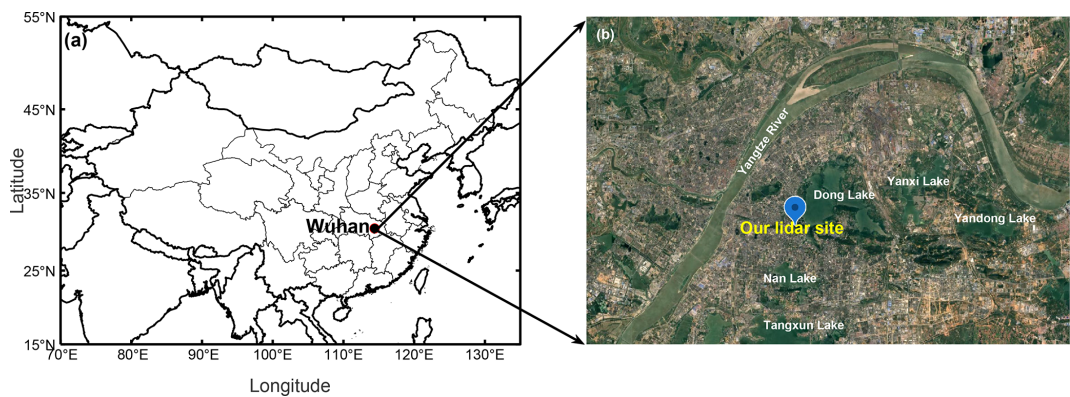 (a)
55°N
45°N
35°N
25°N
15°N
Latitude
Wuhan
70°E
80°E
90°E
100°E
110°E
120°E
130°E
Longitude
(b)
Yangtze River
Dong Lake
Yanxi Lake
Yandong Lake
Our lidar site
Nan Lake
Tangxun Lake